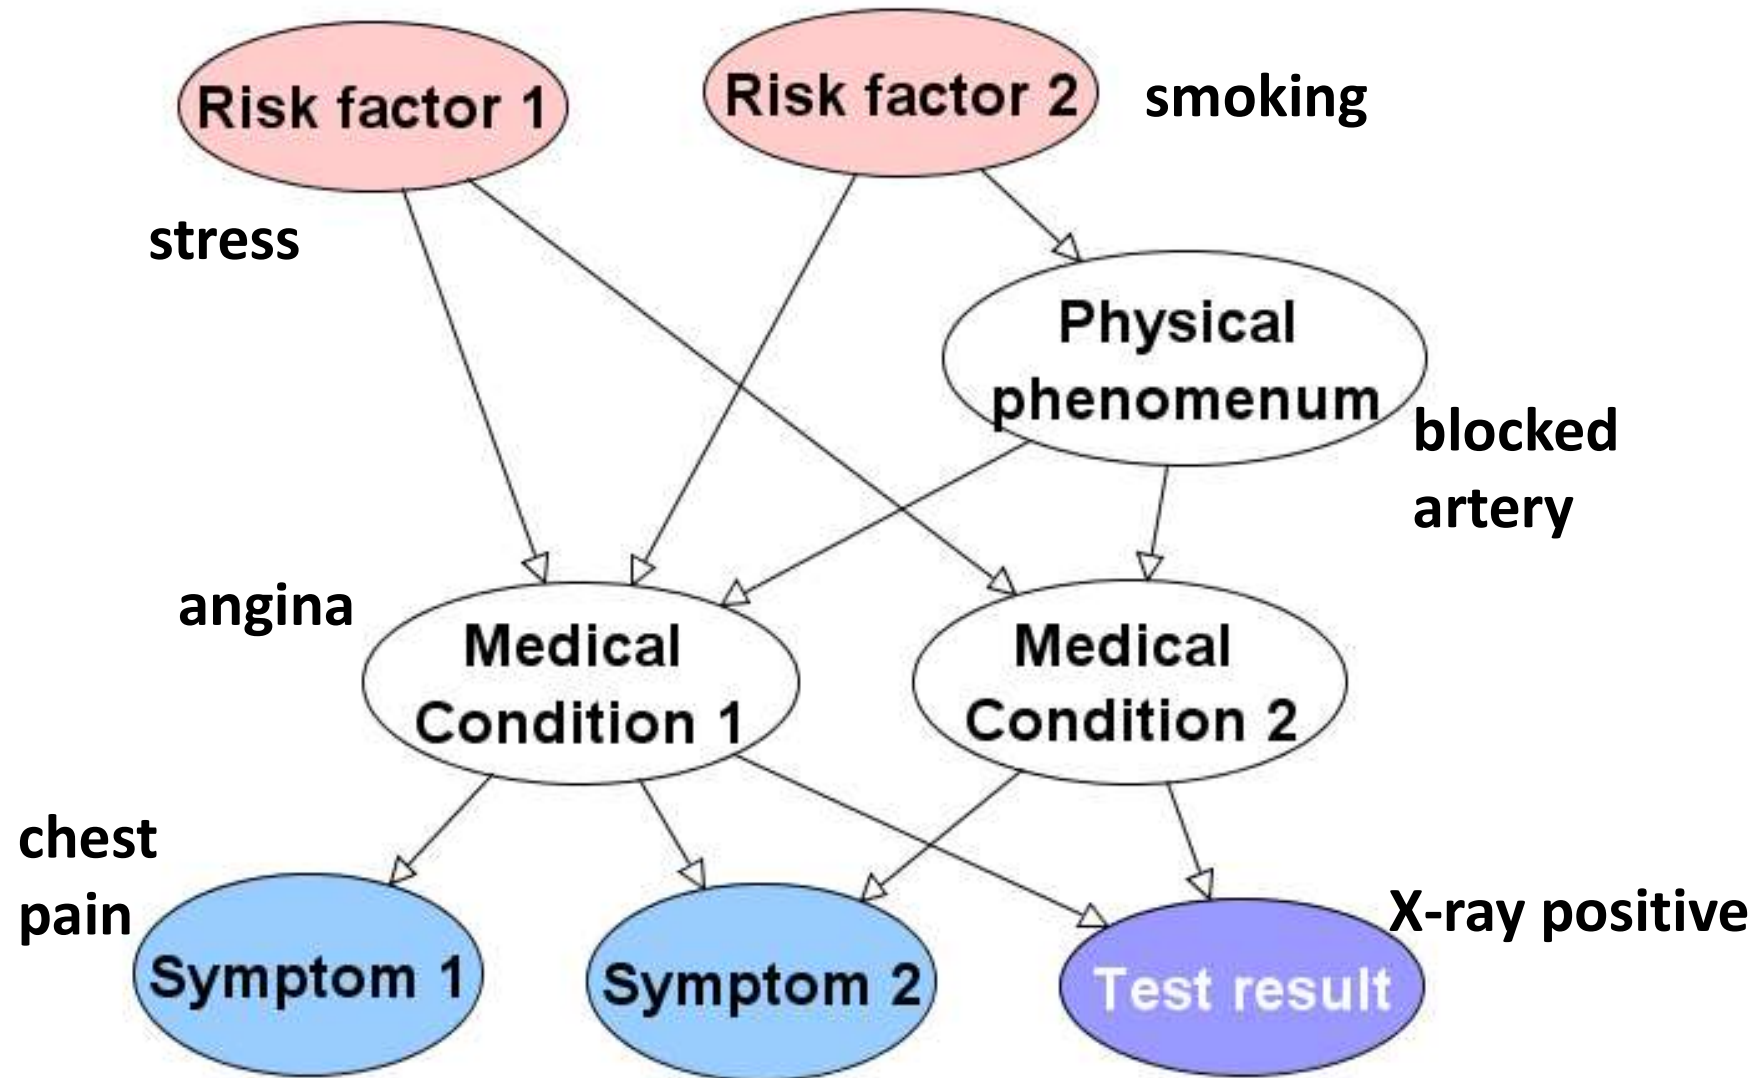 Risk factor 1
Risk factor 2
smoking
stress
Physical
phenomenum
blocked
artery
angina
Medical
Condition 1
Medical
Condition 2
chest
pain
Symptom 1
Symptom 2
Test result
X-ray positive